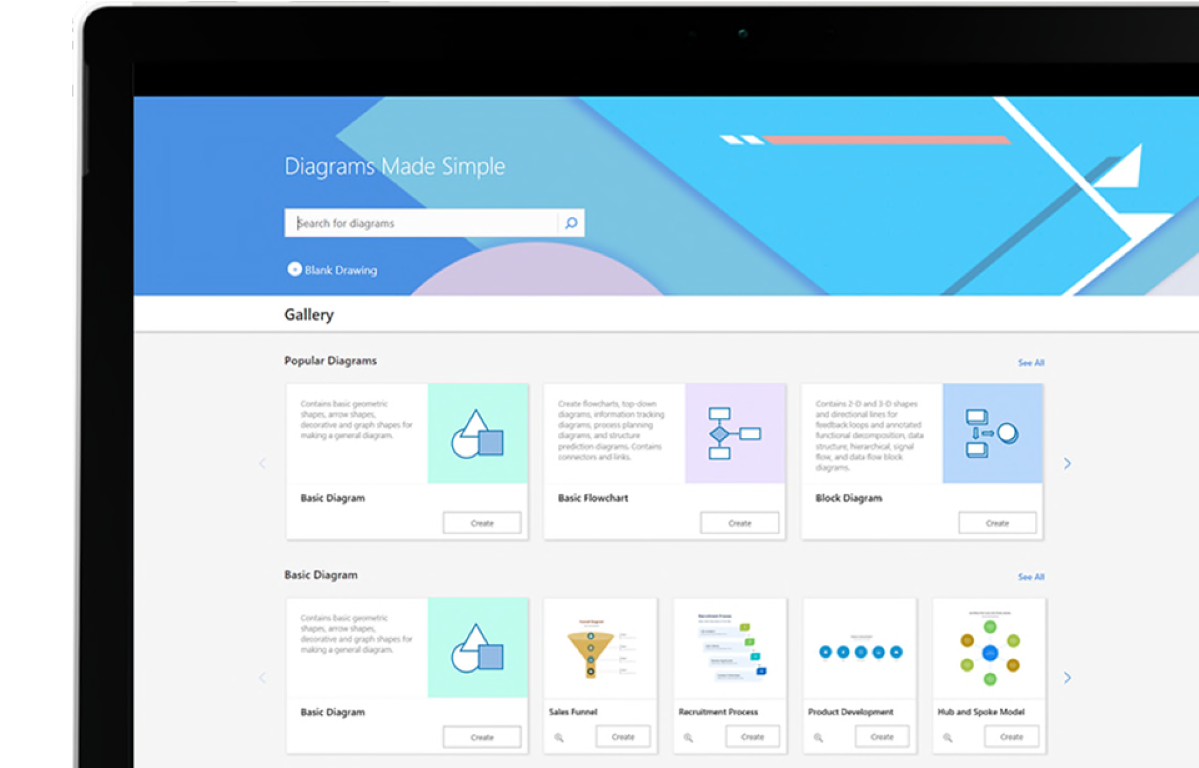 Diagrams Made Simple
Search for diagrams
Blank Drawing
Gallery
Popular Diagrams
See All
Contains basic geometric
shapes, arrow shapes,
decorative and graph shapes for
making a general diagram.
Basic Diagram
Create
Create flowcharts, top-down
diagrams, information tracking
diagrams, process planning
diagrams, and structure
prediction diagrams. Contains
connectors and links.
Basic Flowchart
Create
Contains 2-D and 3-D shapes
and directional lines for
feedback loops and annotated
functional decomposition, data
structure, hierarchical, signal
flow, and data flow block
diagrams.
Block Diagram
Create
Basic Diagram
See All
Contains basic geometric
shapes, arrow shapes,
decorative and graph shapes for
making a general diagram.
Basic Diagram
Create
Sales Funnel
Create
Recruitment Process
Recruitment Process
Create
Product Development
Create
Hub and Spoke Model
Create